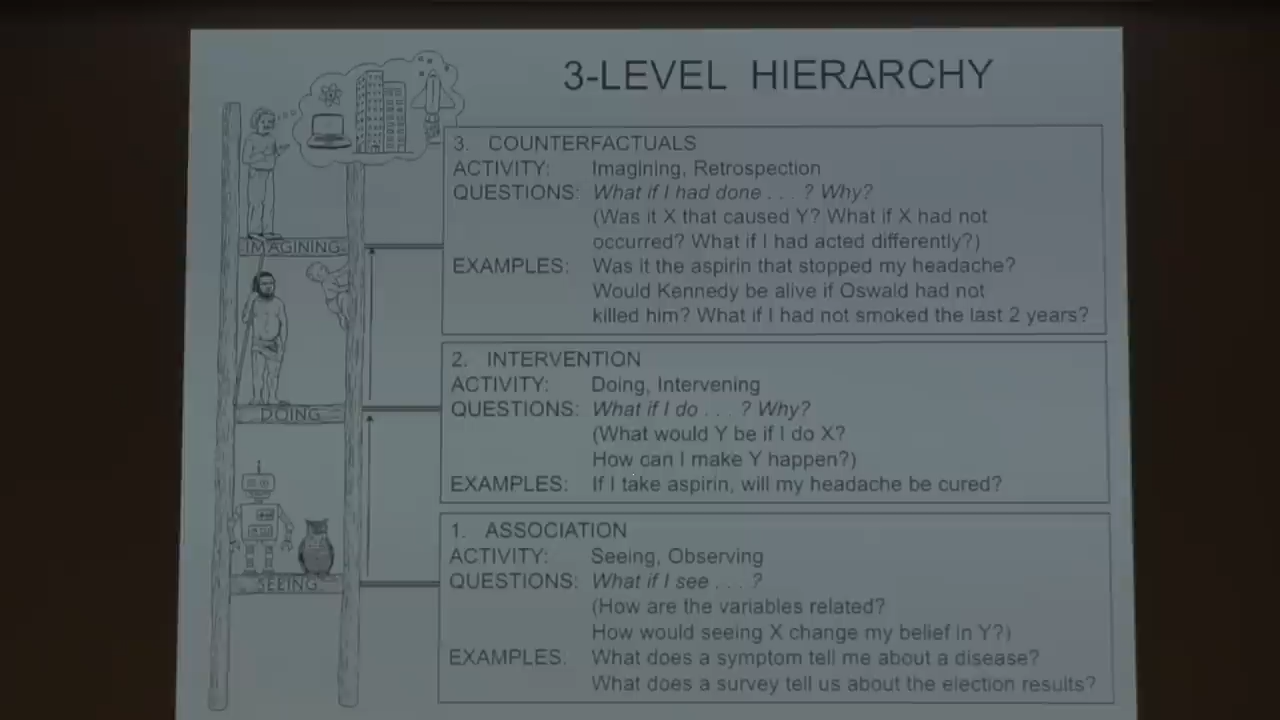 3-LEVEL HIERARCHY
3. COUNTERFACTUALS
ACTIVITY: Imagining, Retrospection
QUESTIONS: What if I had done . . . ? Why?
(Was it X that caused Y? What if X had not
occurred? What if I had acted differently?)
EXAMPLES: Was it the aspirin that stopped my headache?
Would Kennedy be alive if Oswald had not
killed him? What if I had not smoked the last 2 years?
IMAGINING
2. INTERVENTION
ACTIVITY: Doing, Intervening
QUESTIONS: What if I do . . . ? Why?
(What would Y be if I do X?
How can I make Y happen?)
EXAMPLES: If I take aspirin, will my headache be cured?
DOING
1. ASSOCIATION
ACTIVITY: Seeing, Observing
QUESTIONS: What if I see . . . ?
(How are the variables related?
How would seeing X change my belief in Y?)
EXAMPLES: What does a symptom tell me about a disease?
What does a survey tell us about the election results?
SEEING